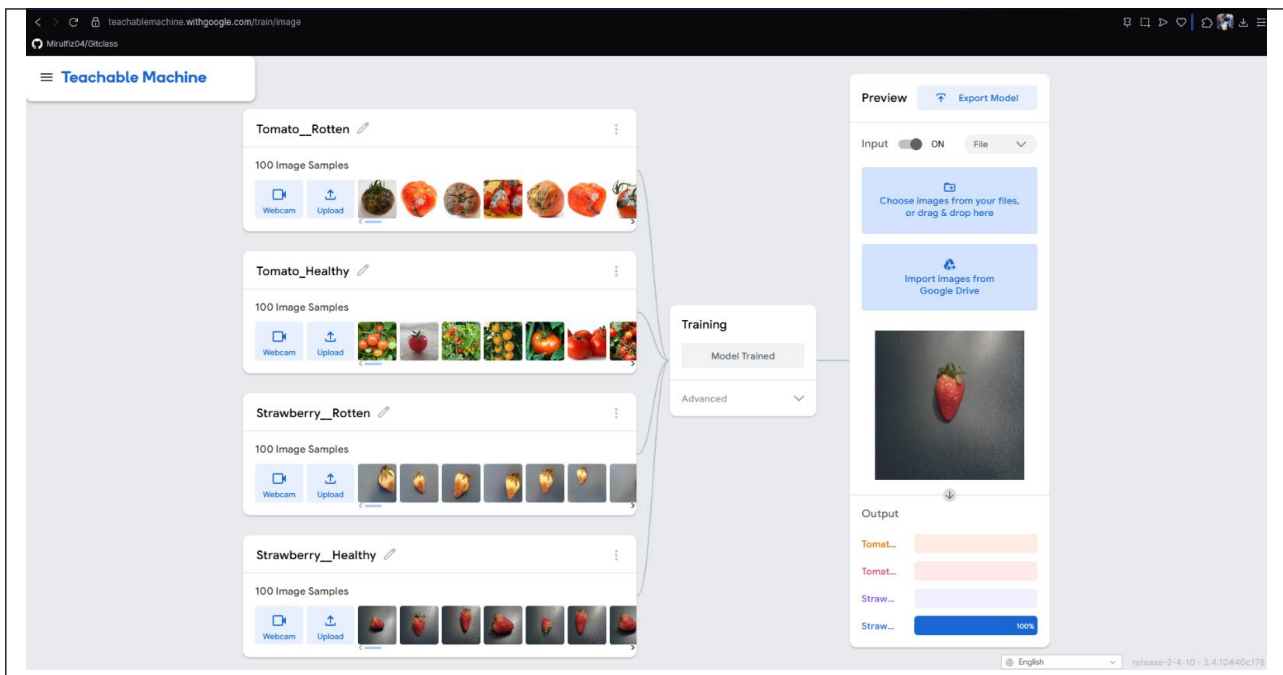 teachablemachine.withgoogle.com/train/image
Mirulfiz04/Gitclass
Teachable Machine
Tomato__Rotten
100 Image Samples
Webcam
Upload
Tomato_Healthy
100 Image Samples
Webcam
Upload
Strawberry__Rotten
100 Image Samples
Webcam
Upload
Strawberry__Healthy
100 Image Samples
Webcam
Upload
Training
Model Trained
Advanced
Preview
Export Model
Input ON File
Choose images from your files,
or drag & drop here
Import images from
Google Drive
Output
Tomat...
Tomat...
Straw...
Straw... 100%
English
release-2-4-10 - 2.4.10#40c178